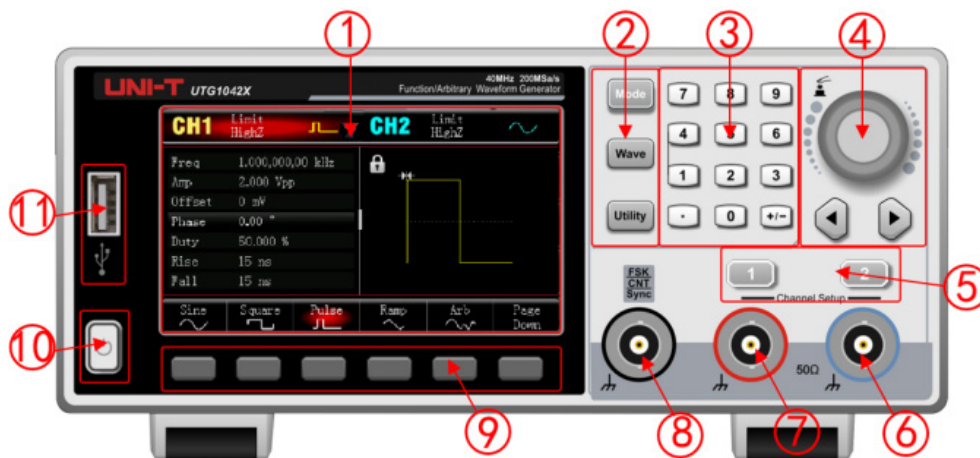 ① ② ③ ④
UNI-T UTG1042X
40MHz 200MSa/s
Function/Arbitrary Waveform Generator
CH1 Limit HighZ CH2 Limit HighZ
Freq 1.000,000,00 kHz
Amp 2.000 Vpp
Offset 0 mV
Phase 0.00 °
Duty 50.000 %
Rise 15 ns
Fall 15 ns
Sine Square Pulse Ramp Arb Page Down
Mode
Wave
Utility
7 8 9
4 5 6
1 2 3
. 0 +/-
1 2
Channel Setup
FSK
CNT
Sync
50Ω
⑪
⑩
⑤
⑨ ⑧ ⑦ ⑥